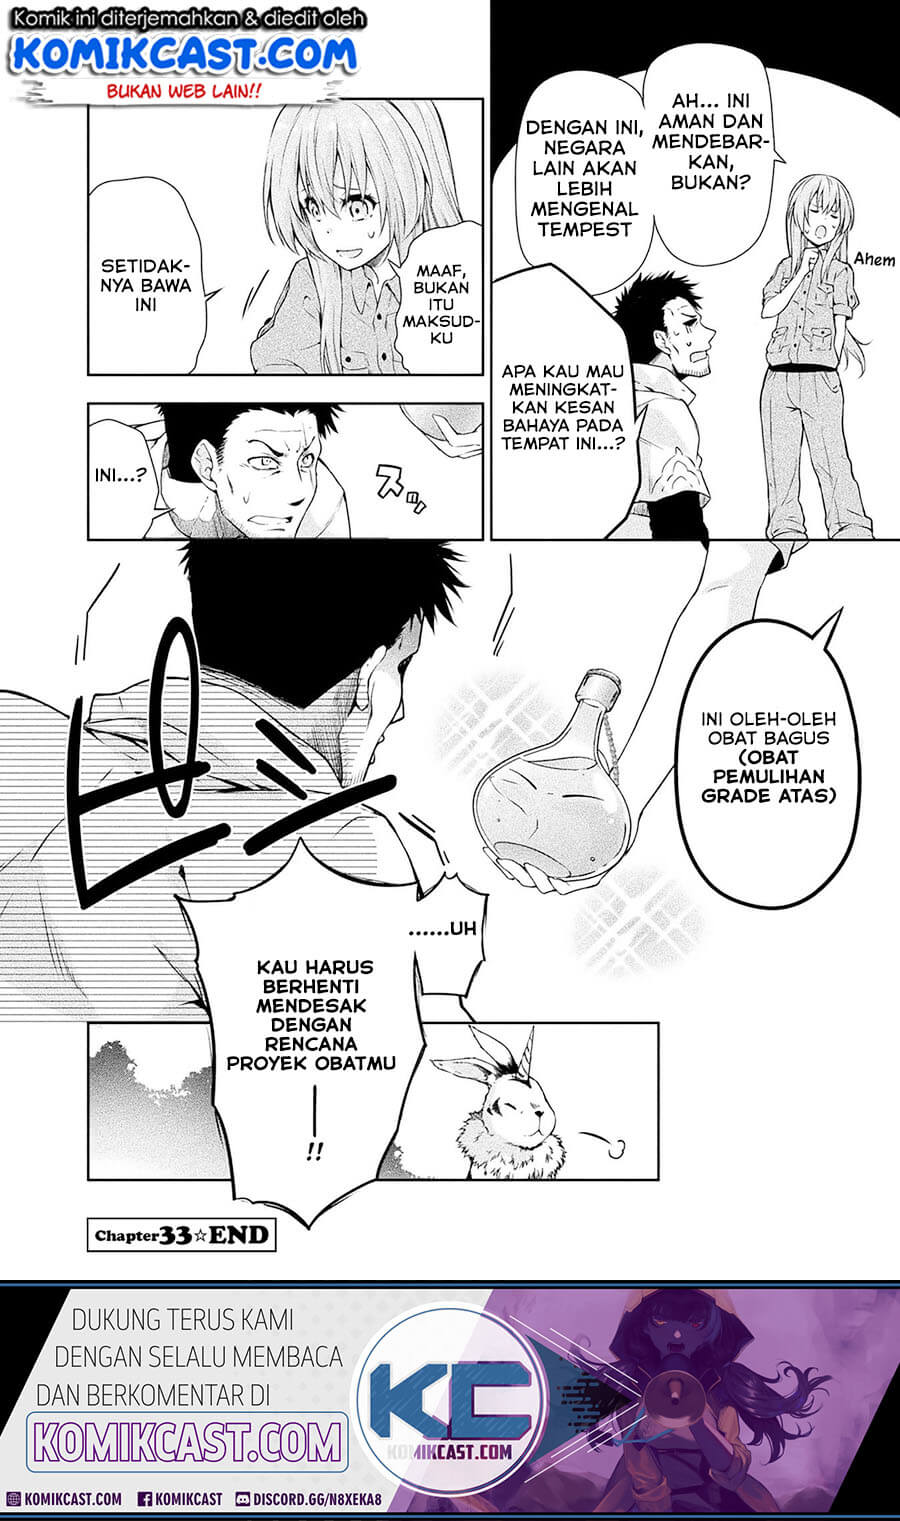 Komik ini diterjemahkan & diedit oleh
KOMIKCAST.COM
BUKAN WEB LAIN!!
AH... INI
AMAN DAN
MENDEBAR-
KAN,
BUKAN?
DENGAN INI,
NEGARA
LAIN AKAN
LEBIH
MENGENAL
TEMPEST
Ahem
APA KAU MAU
MENINGKAT-
KAN KESAN
BAHAYA PADA
TEMPAT INI...?
MAAF,
BUKAN
ITU
MAKSUD-
KU
SETIDAK-
NYA BAWA
INI
INI...?
スッ
INI OLEH-OLEH
OBAT BAGUS
(OBAT
PEMULIHAN
GRADE ATAS)
ピシ
......UH
KAU HARUS
BERHENTI
MENDESAK
DENGAN
RENCANA
PROYEK OBATMU
!!
Chapter33☆END
DUKUNG TERUS KAMI
DENGAN SELALU MEMBACA
DAN BERKOMENTAR DI
KOMIKCAST.COM
KC
KOMIKCAST.COM
KOMIKCAST.COM
KOMIKCAST
DISCORD.GG/N8XEKA8